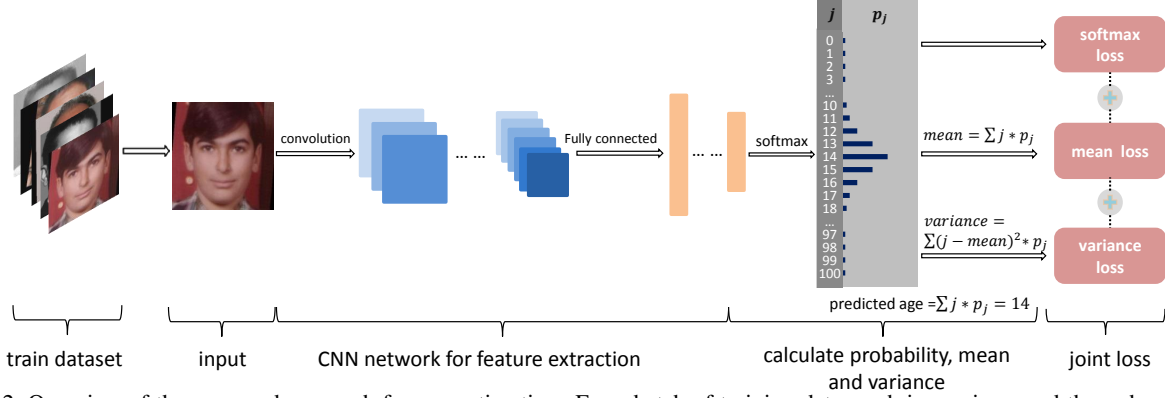 j p_j
0
1
2
3
...
10
11
12
13
14
15
16
17
18
...
97
98
99
100
convolution
... ...
Fully connected
... ...
softmax
mean = ∑ j * p_j
variance =
∑(j − mean)² * p_j
softmax
loss
+
mean loss
+
variance
loss
predicted age =∑ j * p_j = 14
train dataset
input
CNN network for feature extraction
calculate probability, mean
and variance
joint loss